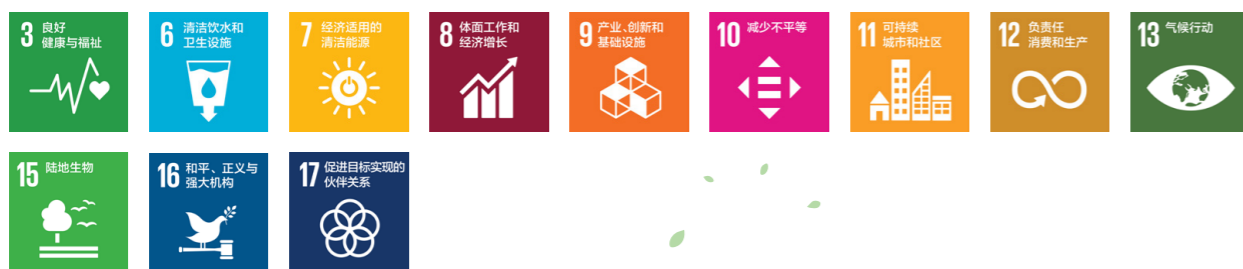 3 良好
健康与福祉
6 清洁饮水和
卫生设施
7 经济适用的
清洁能源
8 体面工作和
经济增长
9 产业、创新和
基础设施
10 减少不平等
11 可持续
城市和社区
12 负责任
消费和生产
13 气候行动
15 陆地生物
16 和平、正义与
强大机构
17 促进目标实现的
伙伴关系